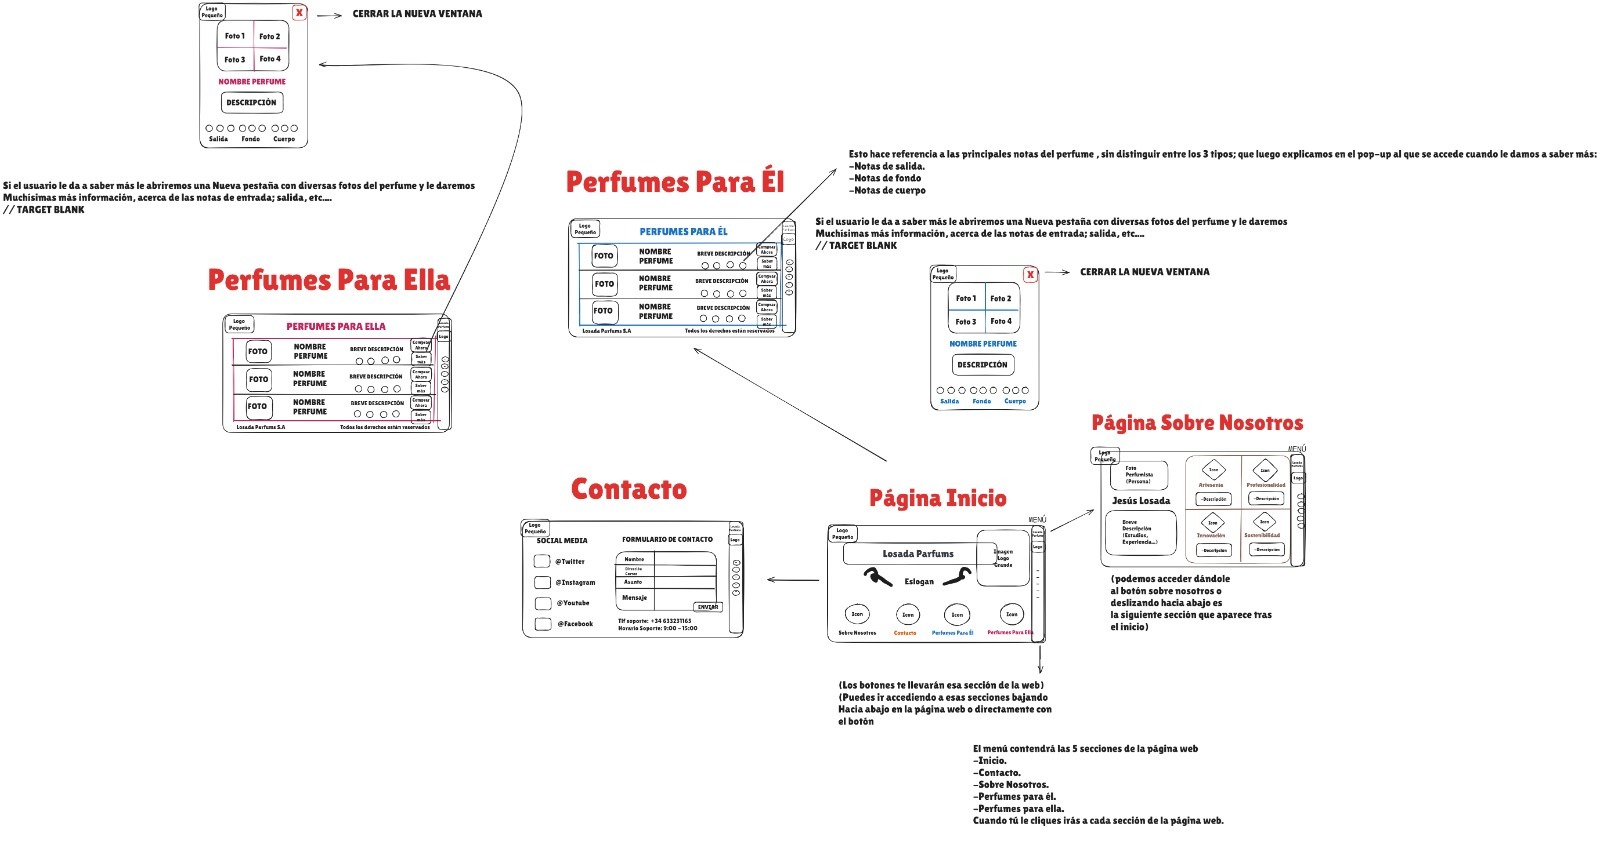 Logo
Pequeño
X
CERRAR LA NUEVA VENTANA
Foto 1
Foto 2
Foto 3
Foto 4
NOMBRE PERFUME
DESCRIPCIÓN
Salida
Fondo
Cuerpo
Si el usuario le da a saber más le abriremos una Nueva pestaña con diversas fotos del perfume y le daremos
Muchísimas más información, acerca de las notas de entrada; salida, etc....
// TARGET BLANK
Perfumes Para Ella
Logo
Pequeño
PERFUMES PARA ELLA
Logo
FOTO
NOMBRE
PERFUME
BREVE DESCRIPCIÓN
Comprar
Ahora
Saber
más
FOTO
NOMBRE
PERFUME
BREVE DESCRIPCIÓN
Comprar
Ahora
Saber
más
FOTO
NOMBRE
PERFUME
BREVE DESCRIPCIÓN
Comprar
Ahora
Saber
más
Losada Parfums S.A
Todos los derechos están reservados
Perfumes Para Él
Logo
Pequeño
PERFUMES PARA ÉL
Logo
FOTO
NOMBRE
PERFUME
BREVE DESCRIPCIÓN
Comprar
Ahora
Saber
más
FOTO
NOMBRE
PERFUME
BREVE DESCRIPCIÓN
Comprar
Ahora
Saber
más
FOTO
NOMBRE
PERFUME
BREVE DESCRIPCIÓN
Comprar
Ahora
Saber
más
Losada Parfums S.A
Todos los derechos están reservados
Esto hace referencia a las principales notas del perfume , sin distinguir entre los 3 tipos; que luego explicamos en el pop-up al que se accede cuando le damos a saber más:
-Notas de salida.
-Notas de fondo
-Notas de cuerpo
Si el usuario le da a saber más le abriremos una Nueva pestaña con diversas fotos del perfume y le daremos
Muchísimas más información, acerca de las notas de entrada; salida, etc....
// TARGET BLANK
Logo
Pequeño
X
CERRAR LA NUEVA VENTANA
Foto 1
Foto 2
Foto 3
Foto 4
NOMBRE PERFUME
DESCRIPCIÓN
Salida
Fondo
Cuerpo
Página Sobre Nosotros
MENÚ
Logo
Pequeño
Foto
Perfumista
(Persona)
Jesús Losada
Breve
Descripción
(Estudios,
Experiencia...)
Icon
Artesanía
-Descripción
Icon
Profesionalidad
-Descripción
Icon
Innovación
-Descripción
Icon
Sostenibilidad
-Descripción
Losada
Parfums
Logo
(podemos acceder dándole
al botón sobre nosotros o
deslizando hacia abajo es
la siguiente sección que aparece tras
el inicio)
Contacto
Logo
Pequeño
SOCIAL MEDIA
@Twitter
@Instagram
@Youtube
@Facebook
FORMULARIO DE CONTACTO
Nombre
Dirección
Correo
Asunto
Mensaje
ENVIAR
Tlf soporte: +34 633231163
Horario Soporte: 9:00 - 15:00
Losada
Parfums
Logo
Página Inicio
MENÚ
Logo
Pequeño
Losada Parfums
Imagen
Logo
Grande
Eslogan
Icon
Sobre Nosotros
Icon
Contacto
Icon
Perfumes Para Él
Icon
Perfumes Para Ella
Losada
Parfums
Logo
(Los botones te llevarán esa sección de la web)
(Puedes ir accediendo a esas secciones bajando
Hacia abajo en la página web o directamente con
el botón
El menú contendrá las 5 secciones de la página web
-Inicio.
-Contacto.
-Sobre Nosotros.
-Perfumes para él.
-Perfumes para ella.
Cuando tú le cliques irás a cada sección de la página web.